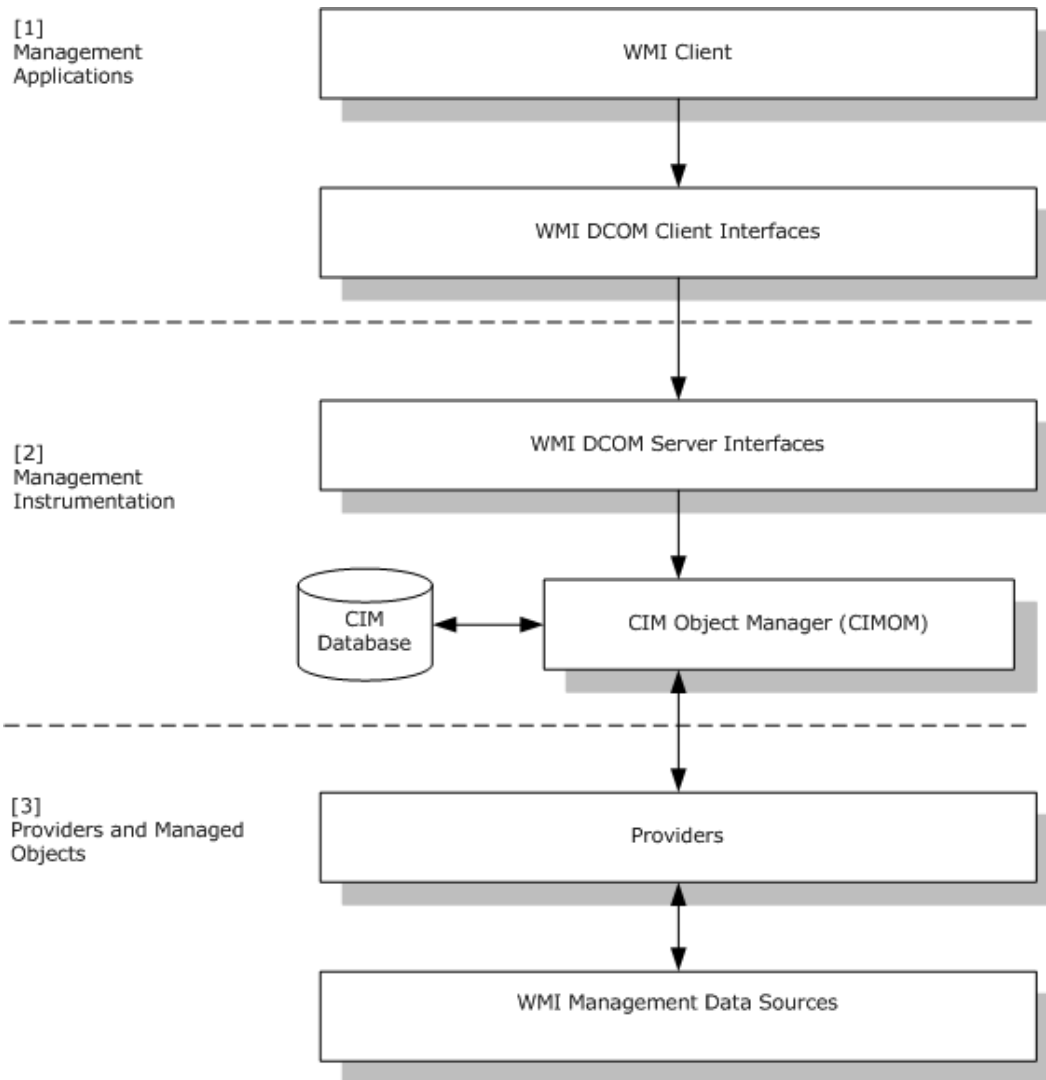 [1]
Management
Applications
WMI Client
WMI DCOM Client Interfaces
[2]
Management
Instrumentation
WMI DCOM Server Interfaces
CIM
Database
CIM Object Manager (CIMOM)
[3]
Providers and Managed
Objects
Providers
WMI Management Data Sources